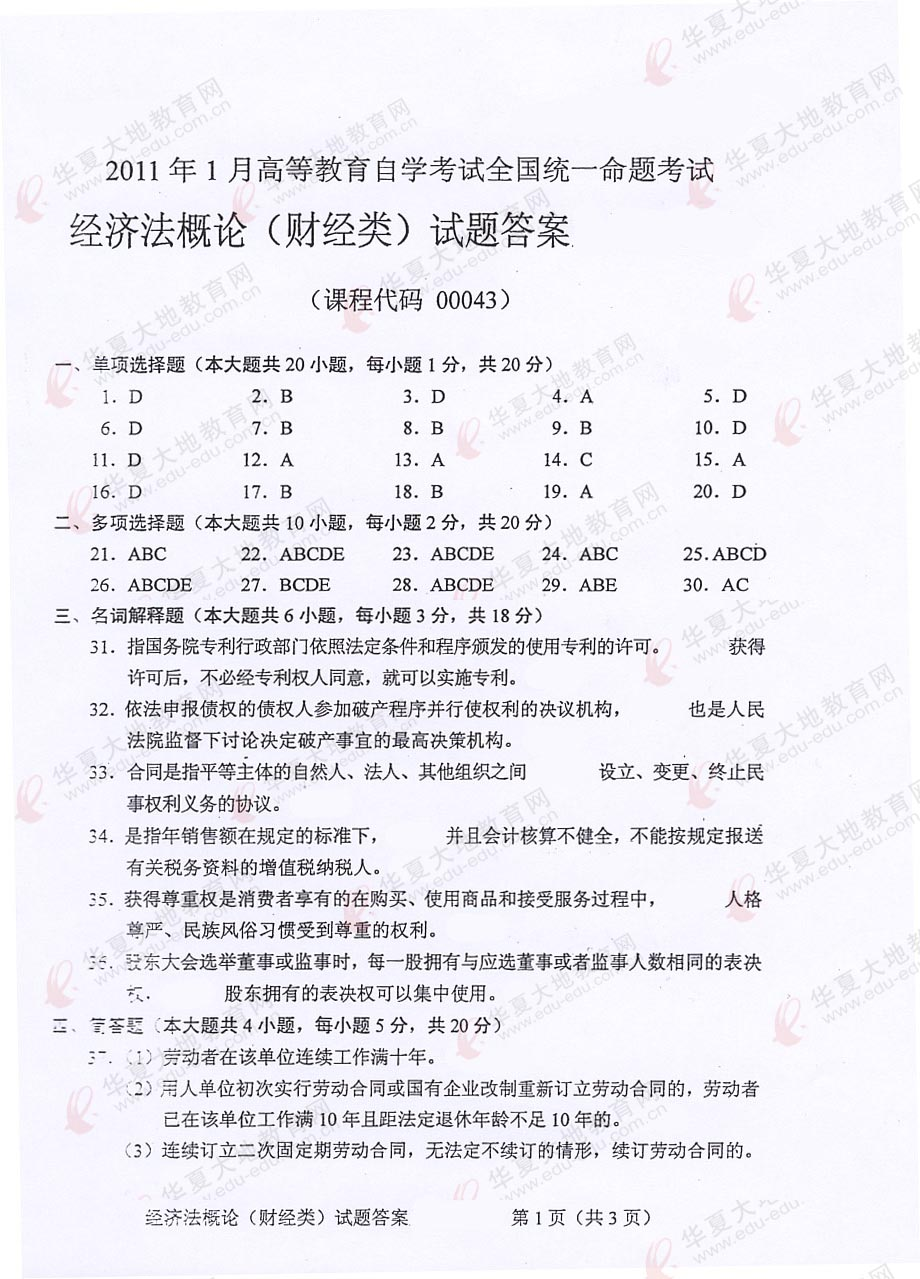 2011 年 1 月高等教育自学考试全国统一命题考试
经济法概论（财经类）试题答案
（课程代码 00043）
一、单项选择题（本大题共 20 小题，每小题 1 分，共 20 分）
1．D 2．B 3．D 4．A 5．D
6．D 7．B 8．B 9．B 10．D
11．D 12．A 13．A 14．C 15．A
16．D 17．B 18．B 19．A 20．D
二、多项选择题（本大题共 10 小题，每小题 2 分，共 20 分）
21．ABC 22．ABCDE 23．ABCDE 24．ABC 25．ABCD
26．ABCDE 27．BCDE 28．ABCDE 29．ABE 30．AC
三、名词解释题（本大题共 6 小题，每小题 3 分，共 18 分）
31．指国务院专利行政部门依照法定条件和程序颁发的使用专利的许可。 获得
许可后，不必经专利权人同意，就可以实施专利。
32．依法申报债权的债权人参加破产程序并行使权利的决议机构， 也是人民
法院监督下讨论决定破产事宜的最高决策机构。
33．合同是指平等主体的自然人、法人、其他组织之间 设立、变更、终止民
事权利义务的协议。
34．是指年销售额在规定的标准下， 并且会计核算不健全，不能按规定报送
有关税务资料的增值税纳税人。
35．获得尊重权是消费者享有的在购买、使用商品和接受服务过程中， 人格
尊严、民族风俗习惯受到尊重的权利。
36．股东大会选举董事或监事时，每一股拥有与应选董事或者监事人数相同的表决
权． 股东拥有的表决权可以集中使用。
四、简答题（本大题共 4 小题，每小题 5 分，共 20 分）
37．（1）劳动者在该单位连续工作满十年。
（2）用人单位初次实行劳动合同或国有企业改制重新订立劳动合同的，劳动者
已在该单位工作满 10 年且距法定退休年龄不足 10 年的。
（3）连续订立二次固定期劳动合同，无法定不续订的情形，续订劳动合同的。
经济法概论（财经类）试题答案 第 1 页（共 3 页）
华夏大地教育网
www.edu-edu.com.cn